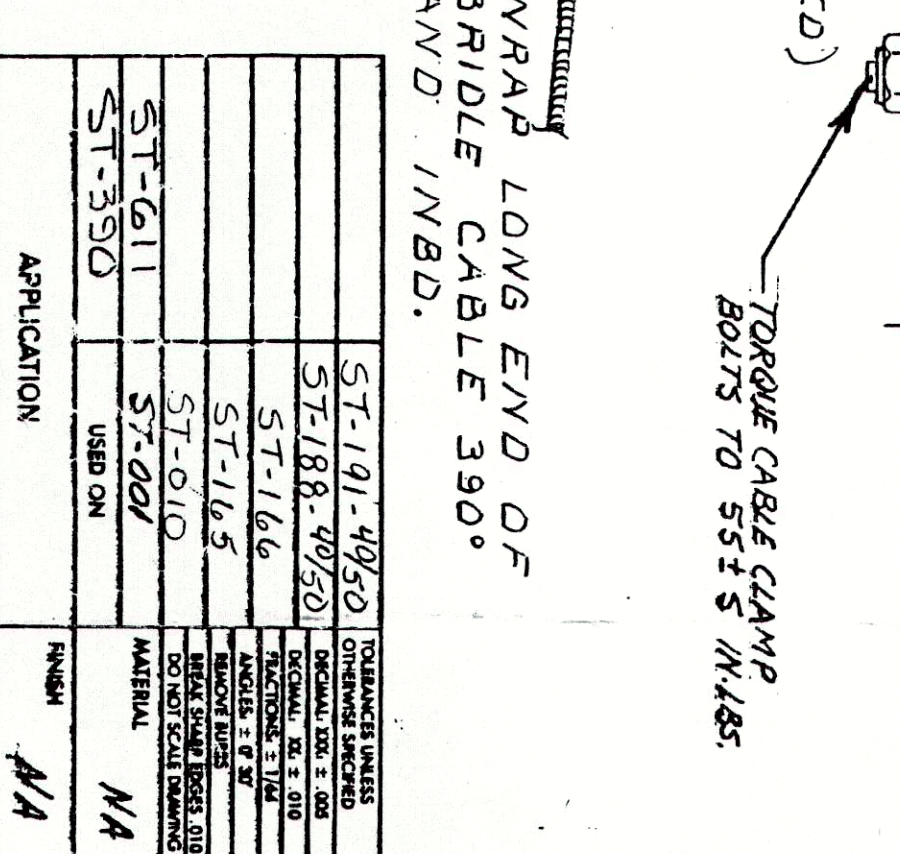 ED)
TORQUE CABLE CLAMP
BOLTS TO 55 ± 5 IN.LBS.
WRAP LONG END OF
BRIDLE CABLE 390°
AND INBD.
ST-191-40/50
ST-188-40/50
ST-166
ST-165
ST-010
ST-611 ST-001
ST-390 USED ON
APPLICATION
TOLERANCES UNLESS
OTHERWISE SPECIFIED
DECIMAL: XXX. ± .005
DECIMAL: XX. ± .010
FRACTIONS: ± 1/64
ANGLES: ± 0° 30'
REMOVE BURRS
BREAK SHARP EDGES .010
DO NOT SCALE DRAWING
MATERIAL
N/A
FINISH
N/A